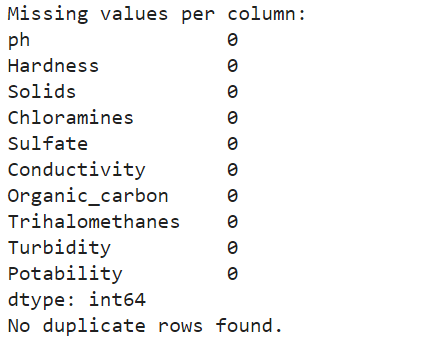 Missing values per column:
ph                 0
Hardness           0
Solids             0
Chloramines        0
Sulfate            0
Conductivity       0
Organic_carbon     0
Trihalomethanes    0
Turbidity          0
Potability         0
dtype: int64
No duplicate rows found.